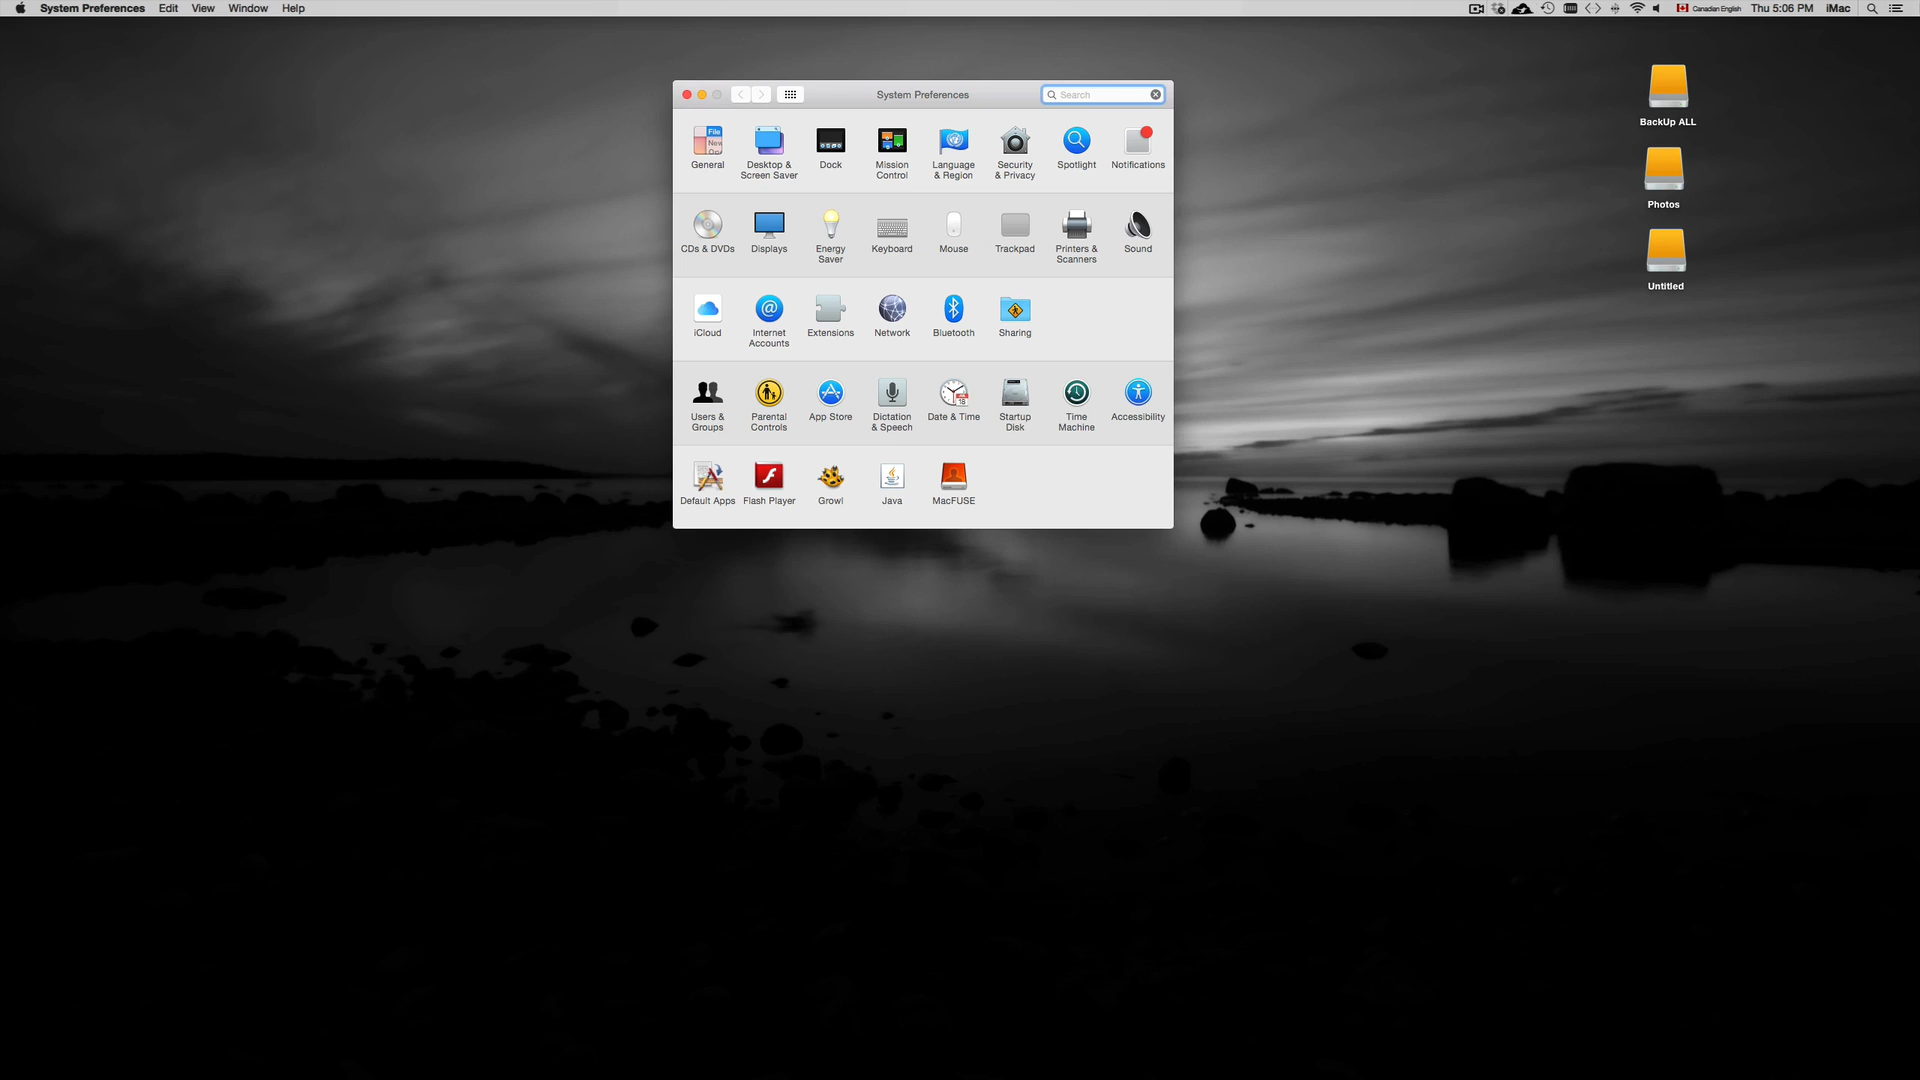 System Preferences Edit View Window Help
Canadian English Thu 5:06 PM iMac
System Preferences
Search
General
Desktop &
Screen Saver
Dock
Mission
Control
Language
& Region
Security
& Privacy
Spotlight
Notifications
CDs & DVDs
Displays
Energy
Saver
Keyboard
Mouse
Trackpad
Printers &
Scanners
Sound
iCloud
Internet
Accounts
Extensions
Network
Bluetooth
Sharing
Users &
Groups
Parental
Controls
App Store
Dictation
& Speech
Date & Time
Startup
Disk
Time
Machine
Accessibility
Default Apps
Flash Player
Growl
Java
MacFUSE
BackUp ALL
Photos
Untitled
File
New
18